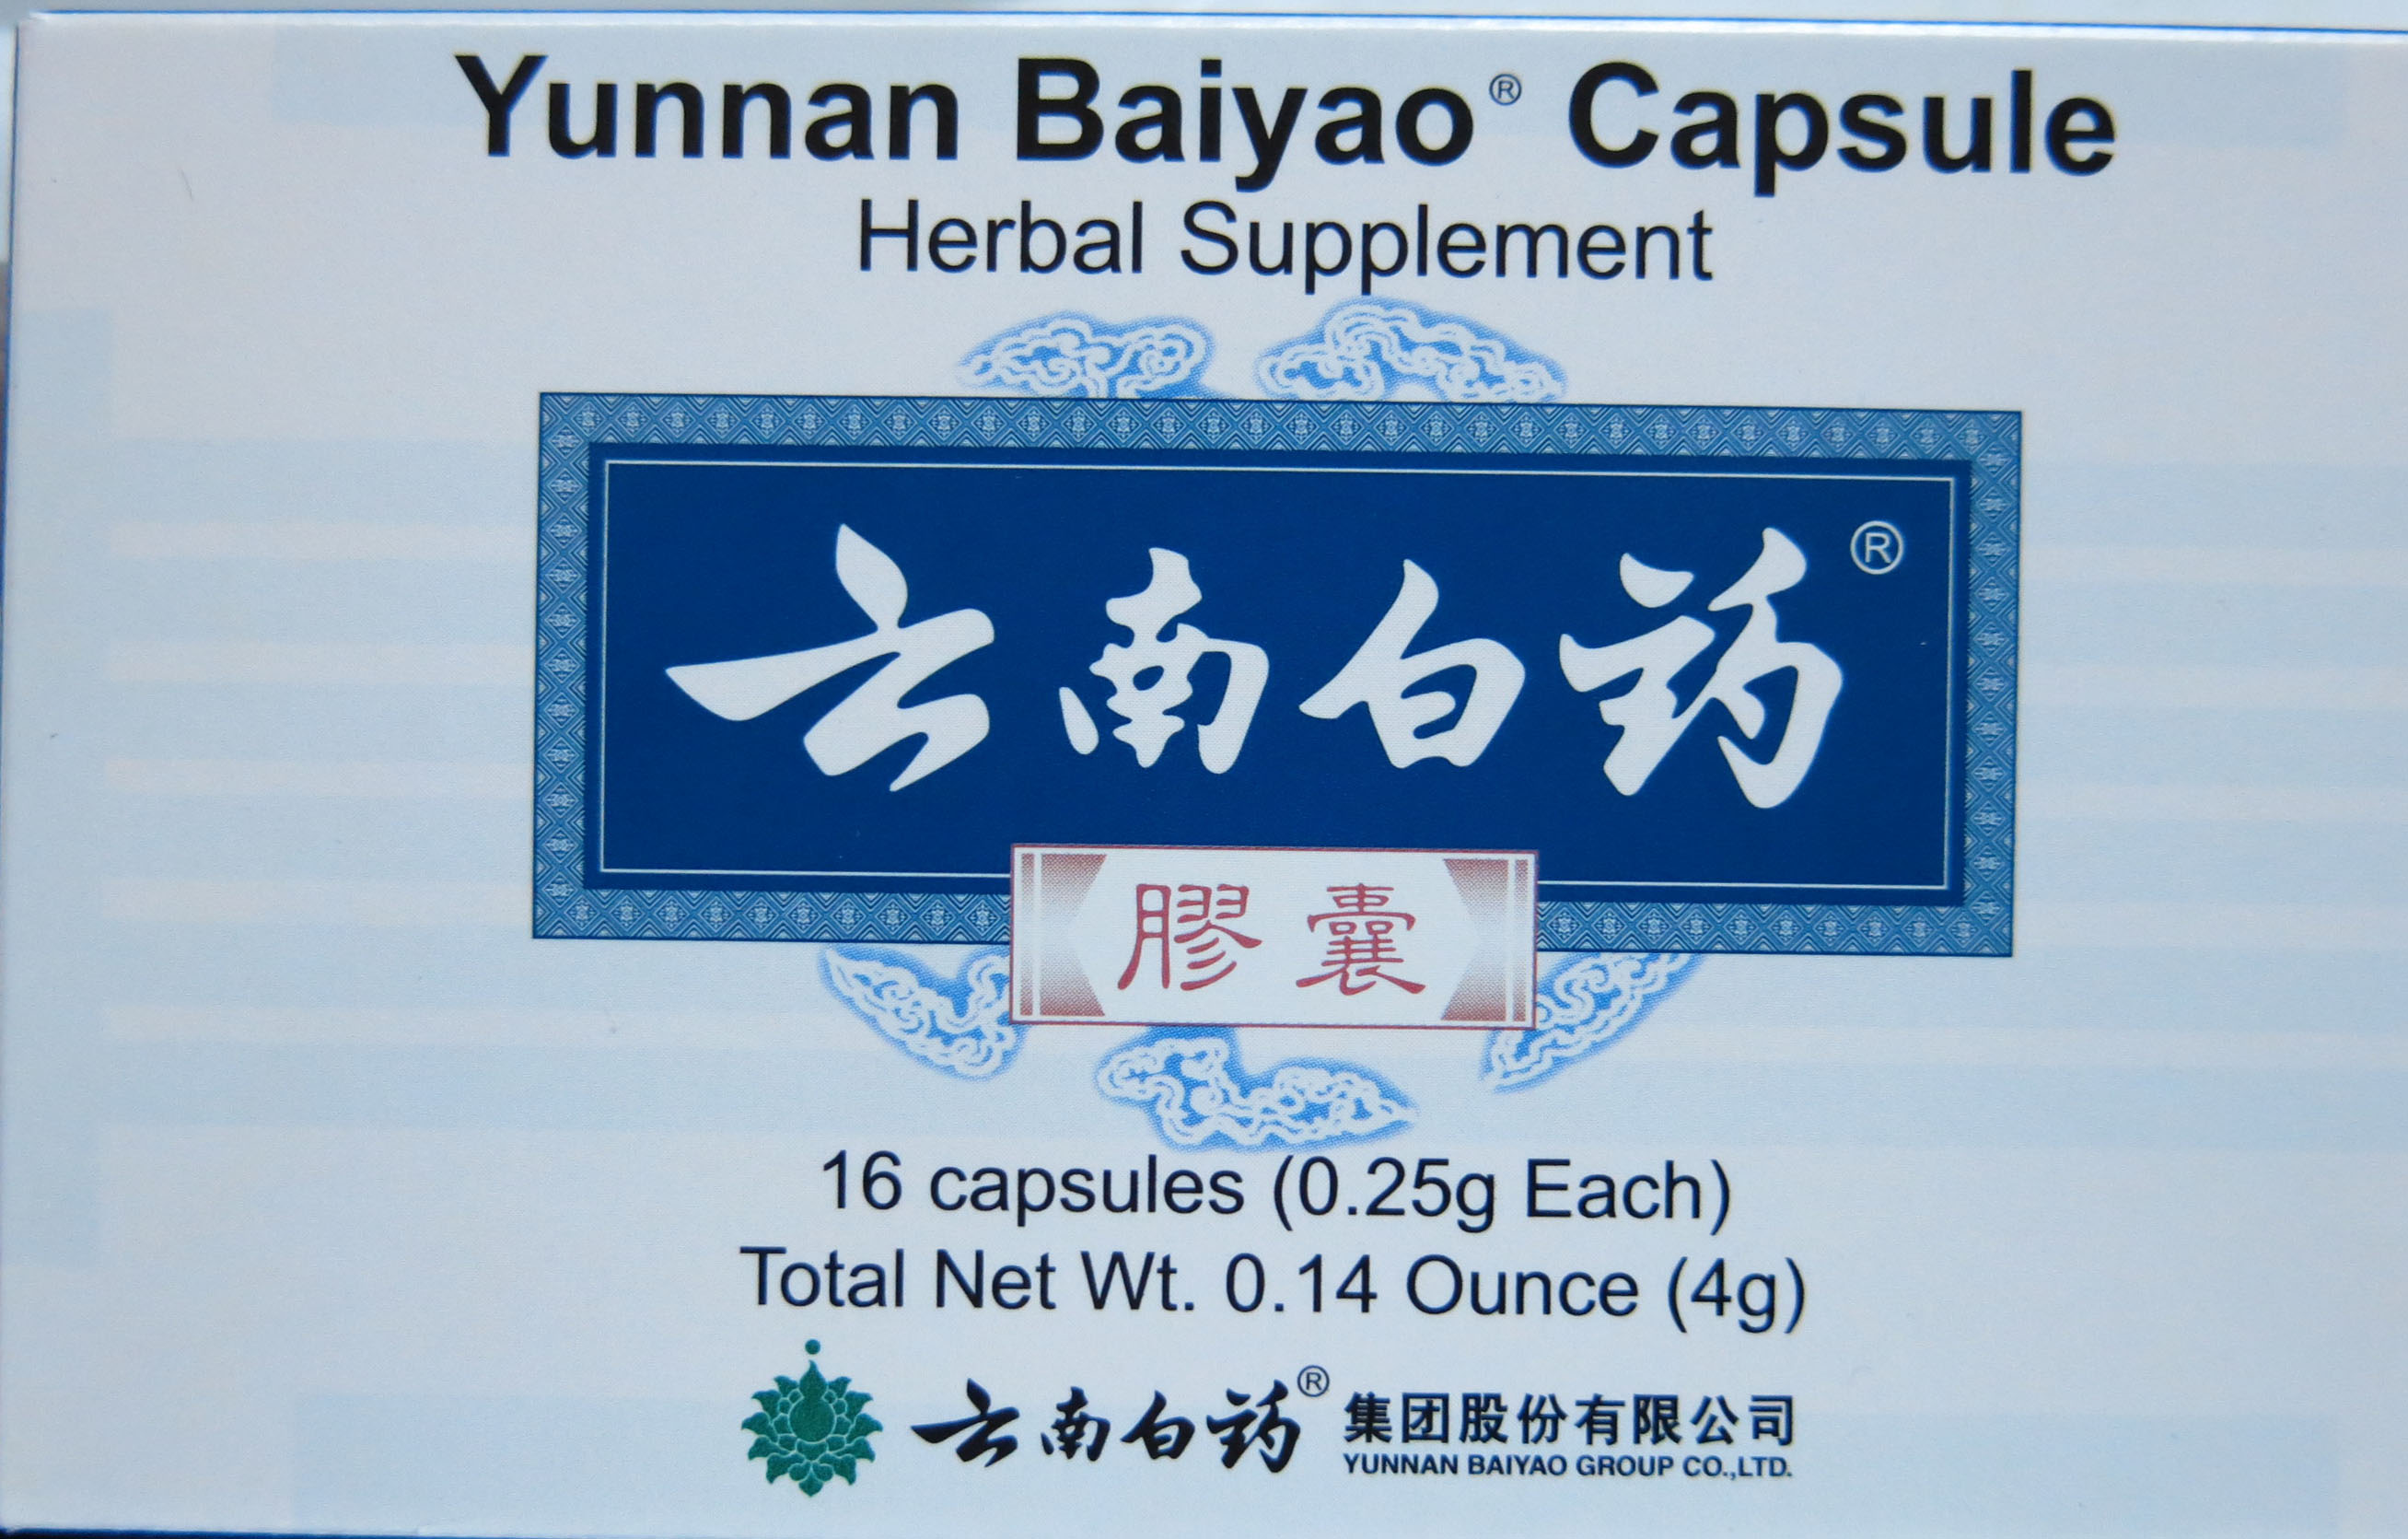 Yunnan Baiyao® Capsule
Herbal Supplement
云南白药®
膠囊
16 capsules (0.25g Each)
Total Net Wt. 0.14 Ounce (4g)
云南白药® 集团股份有限公司
YUNNAN BAIYAO GROUP CO.,LTD.